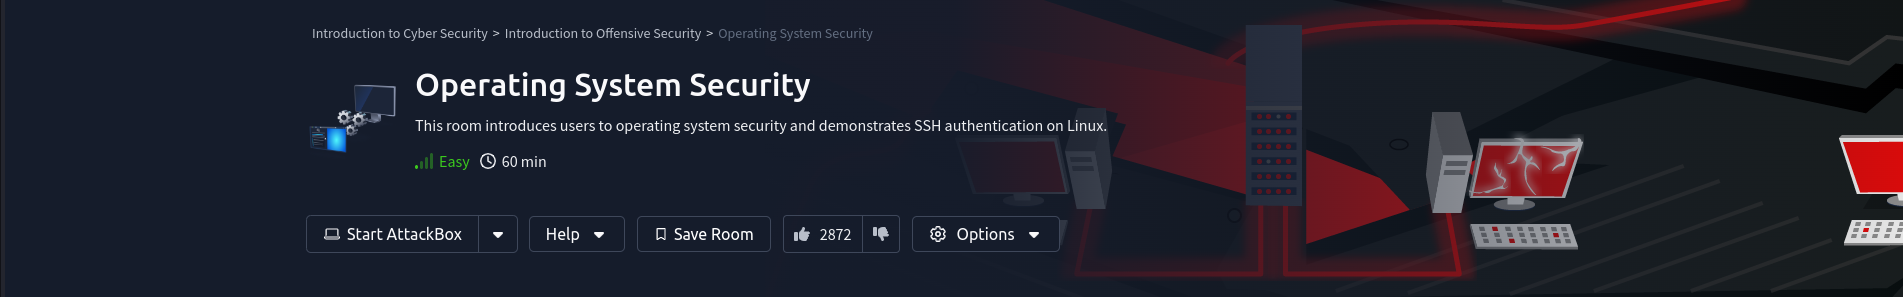 Introduction to Cyber Security > Introduction to Offensive Security > Operating System Security
Operating System Security
This room introduces users to operating system security and demonstrates SSH authentication on Linux.
Easy 60 min
Start AttackBox Help Save Room 2872 Options